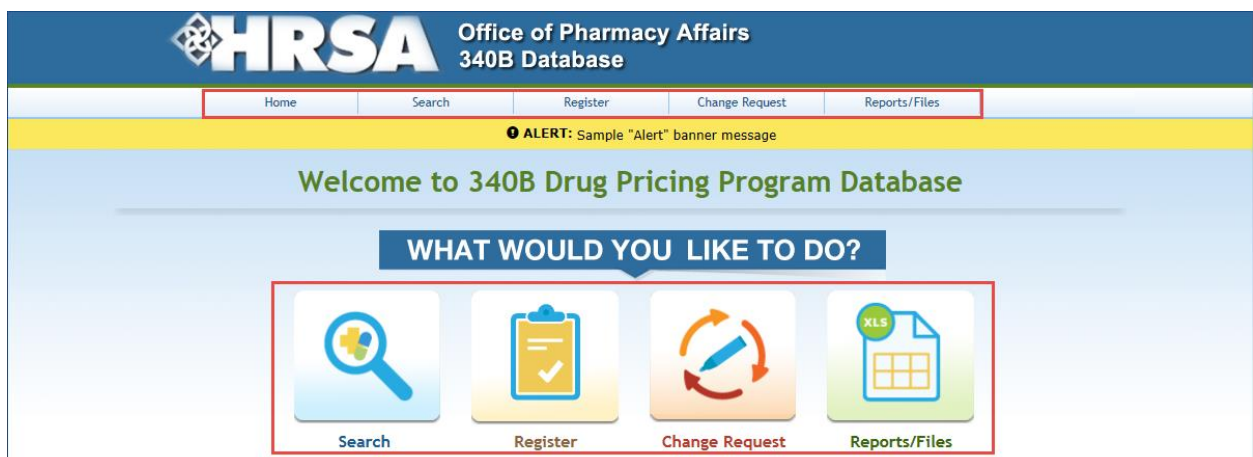 HRSA
Office of Pharmacy Affairs
340B Database
Home Search Register Change Request Reports/Files
ALERT: Sample "Alert" banner message
Welcome to 340B Drug Pricing Program Database
WHAT WOULD YOU LIKE TO DO?
XLS
Search Register Change Request Reports/Files